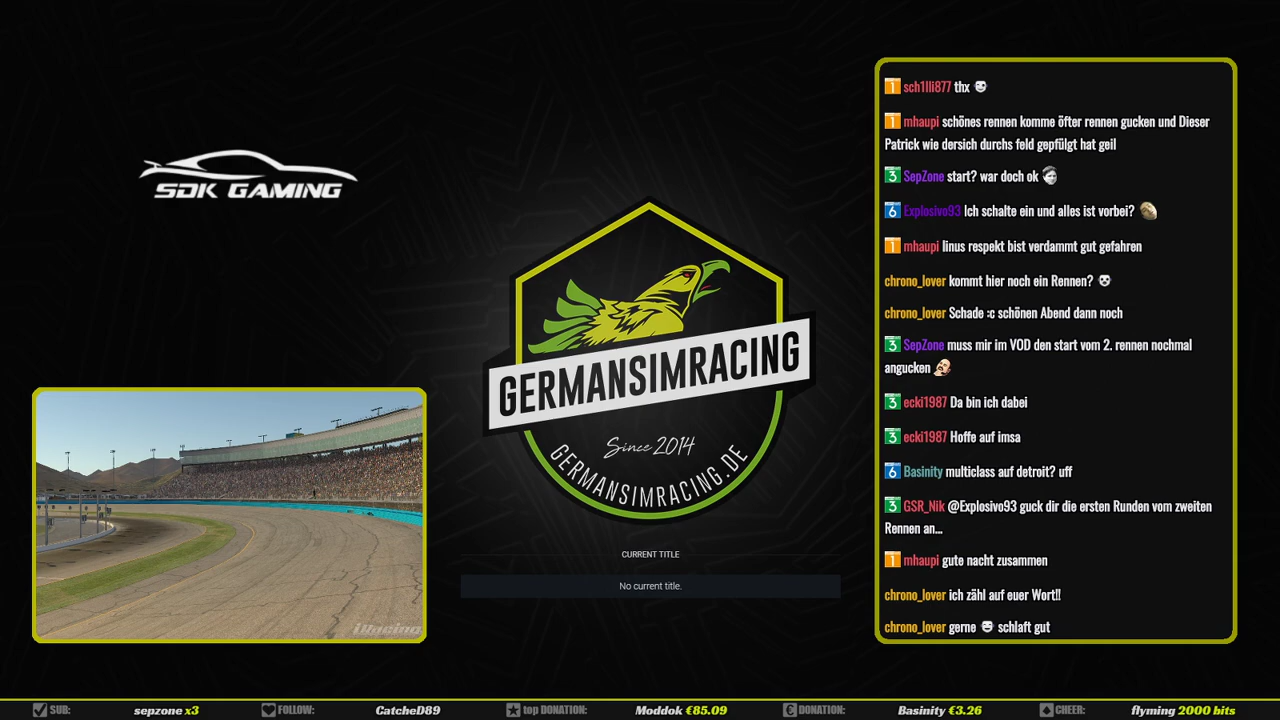 SDK GAMING
GERMANSIMRACING
Since 2014
GERMANSIMRACING.DE
CURRENT TITLE
No current title.
iRacing
1 sch1lli877 thx
1 mhaupi schönes rennen komme öfter rennen gucken und Dieser
Patrick wie dersich durchs feld gepfülgt hat geil
3 SepZone start? war doch ok
6 Explosivo93 Ich schalte ein und alles ist vorbei?
1 mhaupi linus respekt bist verdammt gut gefahren
chrono_lover kommt hier noch ein Rennen?
chrono_lover Schade :c schönen Abend dann noch
3 SepZone muss mir im VOD den start vom 2. rennen nochmal
angucken
3 ecki1987 Da bin ich dabei
3 ecki1987 Hoffe auf imsa
6 Basinity multiclass auf detroit? uff
3 GSR_Nik @Explosivo93 guck dir die ersten Runden vom zweiten
Rennen an...
1 mhaupi gute nacht zusammen
chrono_lover ich zähl auf euer Wort!!
chrono_lover gerne schlaft gut
SUB: sepzone x3 FOLLOW: CatcheD89 top DONATION: Moddok €85.09 DONATION: Basinity €3.26 CHEER: flyming 2000 bits